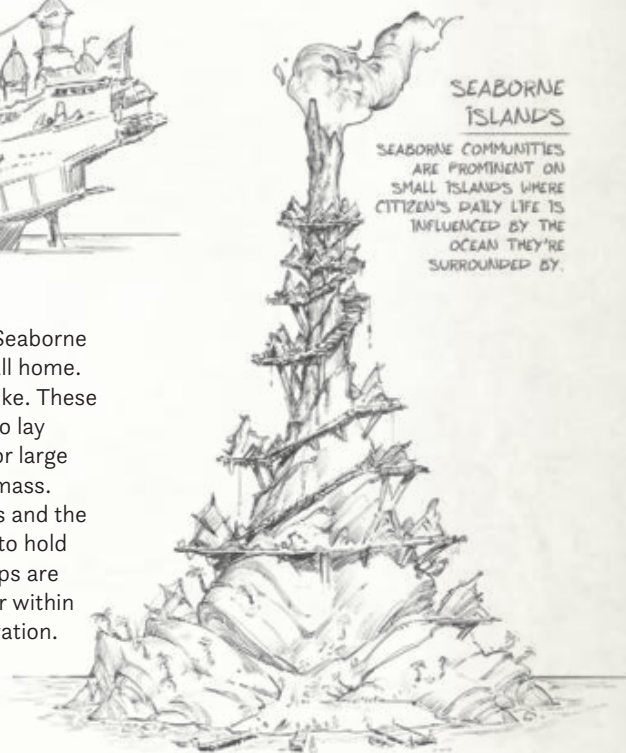 SEABORNE
ISLANDS
SEABORNE COMMUNITIES
ARE PROMINENT ON
SMALL ISLANDS WHERE
CITIZEN'S DAILY LIFE IS
INFLUENCED BY THE
OCEAN THEY'RE
SURROUNDED BY.
Seaborne
ll home.
ke. These
o lay
or large
mass.
s and the
to hold
ps are
r within
ation.